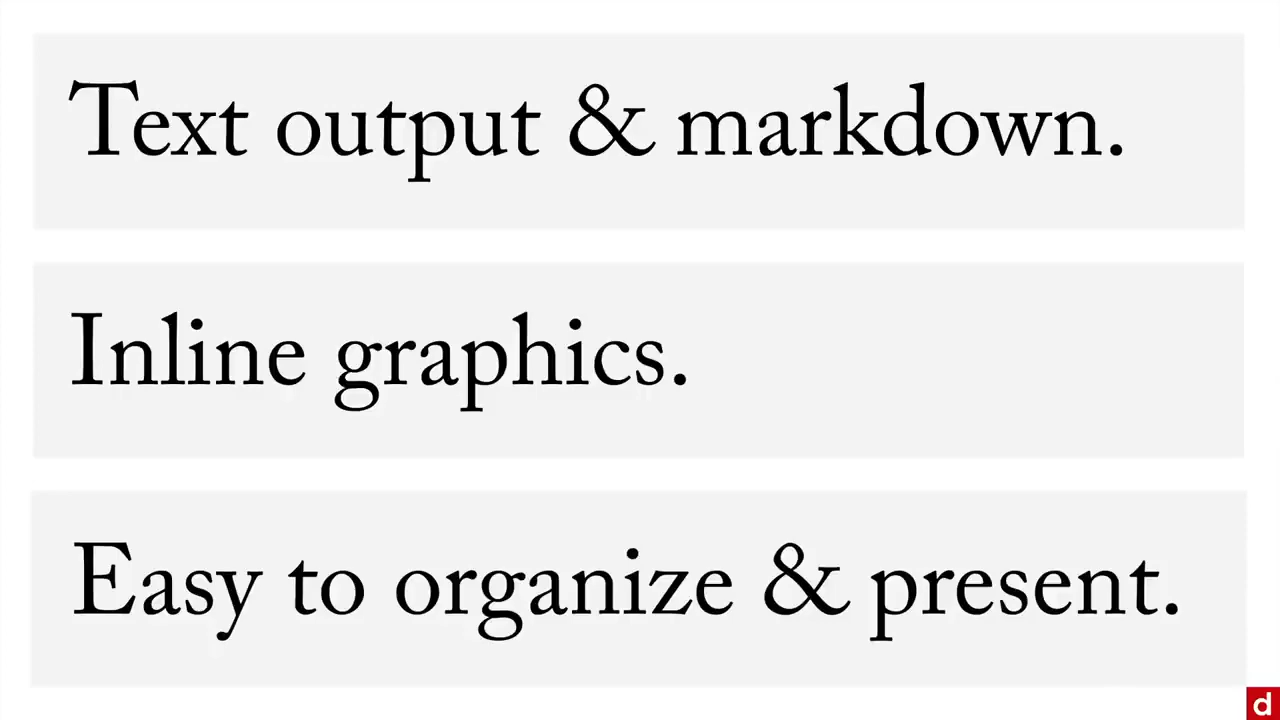 Text output & markdown.
Inline graphics.
Easy to organize & present.
d